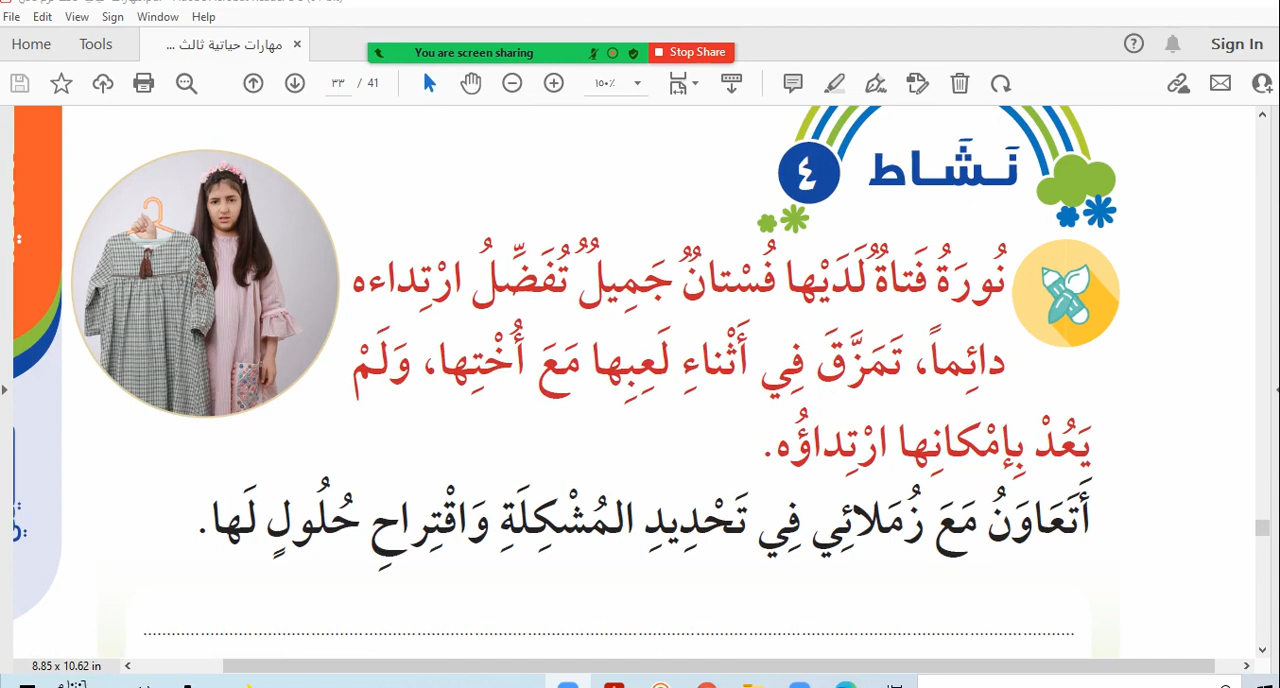 File Edit View Sign Window Help
Home Tools مهارات حياتية ثالث ... × You are screen sharing Stop Share Sign In
٣٣ / 41 ١٥٠٪
نَـشَـاط ٤
نُورَةُ فَتاةٌ لَدَيْها فُسْتانٌ جَمِيلٌ تُفَضِّلُ ارْتِداءه
دائِماً، تَمَزَّقَ فِي أَثْناءِ لَعِبِها مَعَ أُخْتِها، وَلَمْ
يَعُدْ بِإمْكانِها ارْتِداؤُه.
أَتَعَاوَنُ مَعَ زُمَلائِي فِي تَحْدِيدِ المُشْكِلَةِ وَاقْتِراحِ حُلُولٍ لَها.
8.85 x 10.62 in